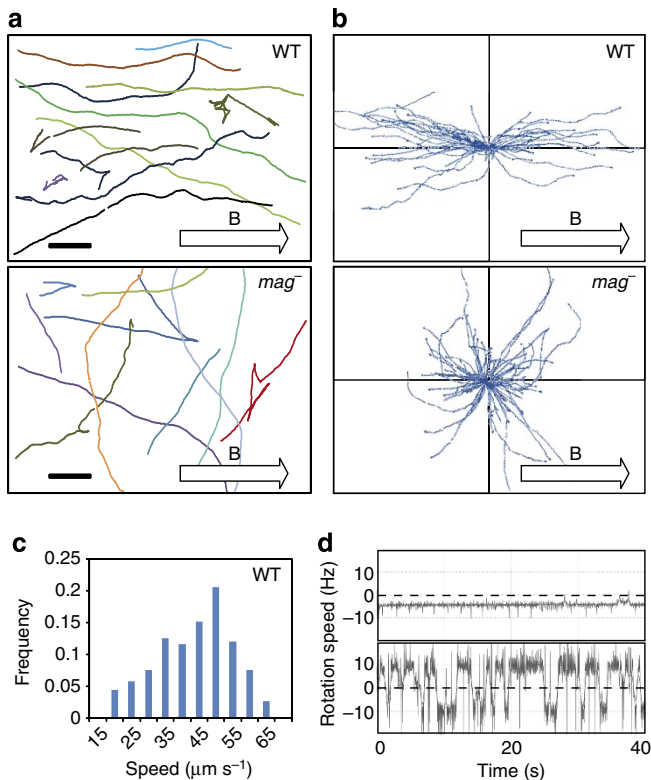 a
b
WT
WT
B
B
mag⁻
mag⁻
B
B
c
d
0.25
0.2
0.15
0.1
0.05
0
Frequency
WT
15
25
35
45
55
65
Speed (μm s⁻¹)
Rotation speed (Hz)
10
0
−10
10
0
−10
0
20
40
Time (s)